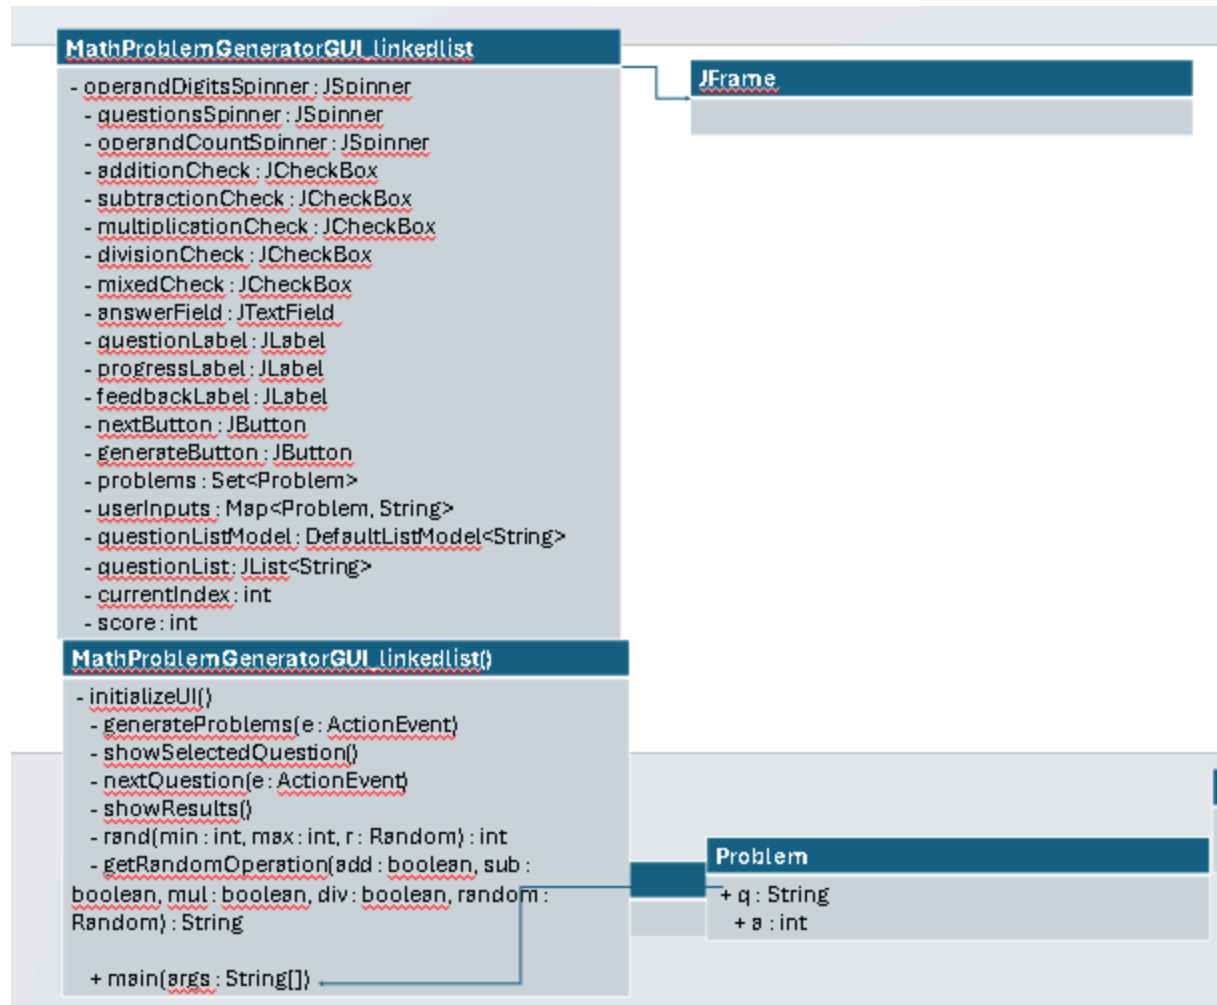 MathProblemGeneratorGUI_linkedlist
- operandDigitsSpinner : JSpinner
- questionsSpinner : JSpinner
- operandCountSpinner : JSpinner
- additionCheck : JCheckBox
- subtractionCheck : JCheckBox
- multiplicationCheck : JCheckBox
- divisionCheck : JCheckBox
- mixedCheck : JCheckBox
- answerField : JTextField
- questionLabel : JLabel
- progressLabel : JLabel
- feedbackLabel : JLabel
- nextButton : JButton
- generateButton : JButton
- problems : Set<Problem>
- userInputs : Map<Problem, String>
- questionListModel : DefaultListModel<String>
- questionList: JList<String>
- currentIndex : int
- score : int
JFrame
MathProblemGeneratorGUI_linkedlist()
- initializeUI()
- generateProblems(e : ActionEvent)
- showSelectedQuestion()
- nextQuestion(e : ActionEvent)
- showResults()
- rand(min : int, max : int, r : Random) : int
- getRandomOperation(add : boolean, sub :
boolean, mul : boolean, div : boolean, random :
Random) : String
+ main(args : String[])
Problem
+ q : String
+ a : int